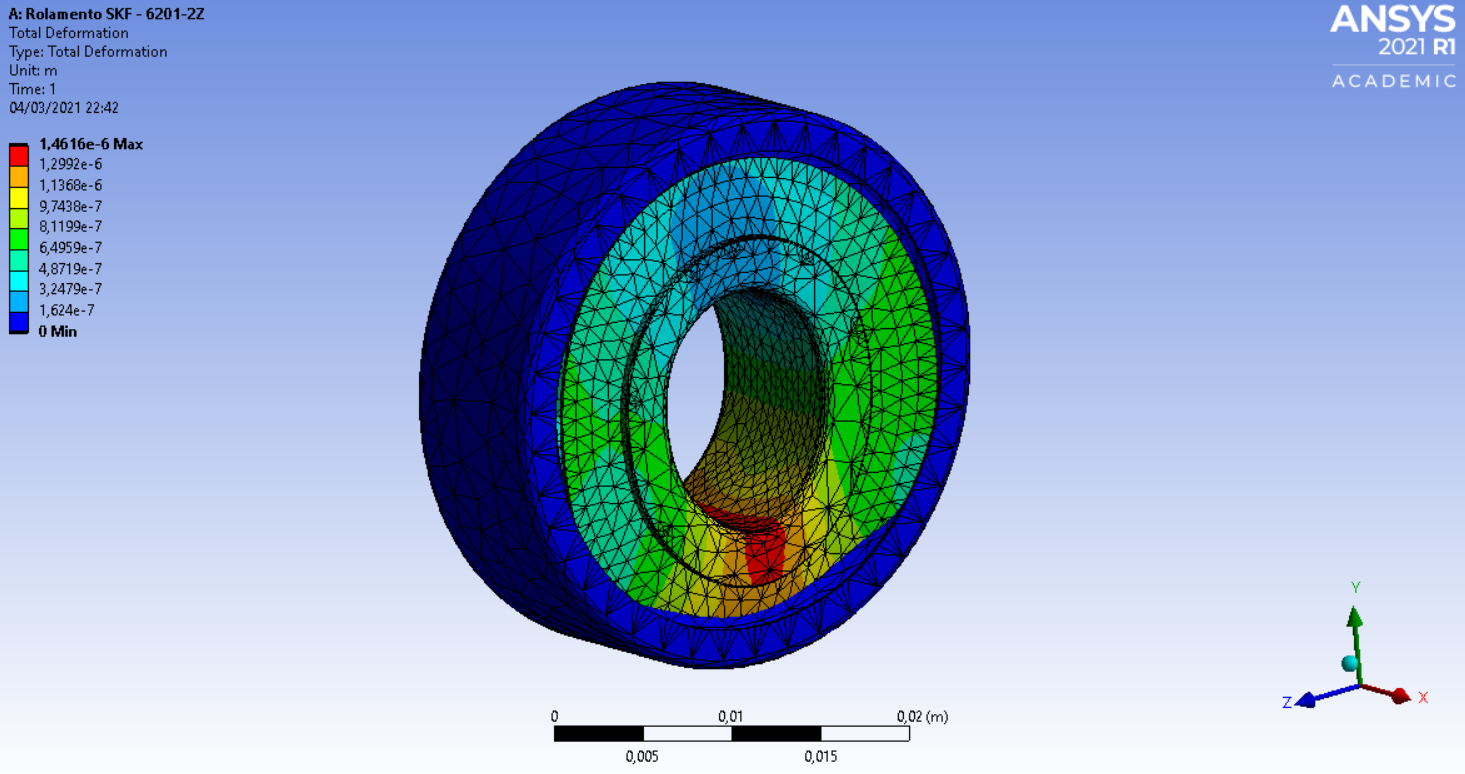 A: Rolamento SKF - 6201-2Z
Total Deformation
Type: Total Deformation
Unit: m
Time: 1
04/03/2021 22:42
1,4616e-6 Max
1,2992e-6
1,1368e-6
9,7438e-7
8,1199e-7
6,4959e-7
4,8719e-7
3,2479e-7
1,624e-7
0 Min
ANSYS
2021 R1
ACADEMIC
0
0,01
0,02 (m)
0,005
0,015
Y
Z
X